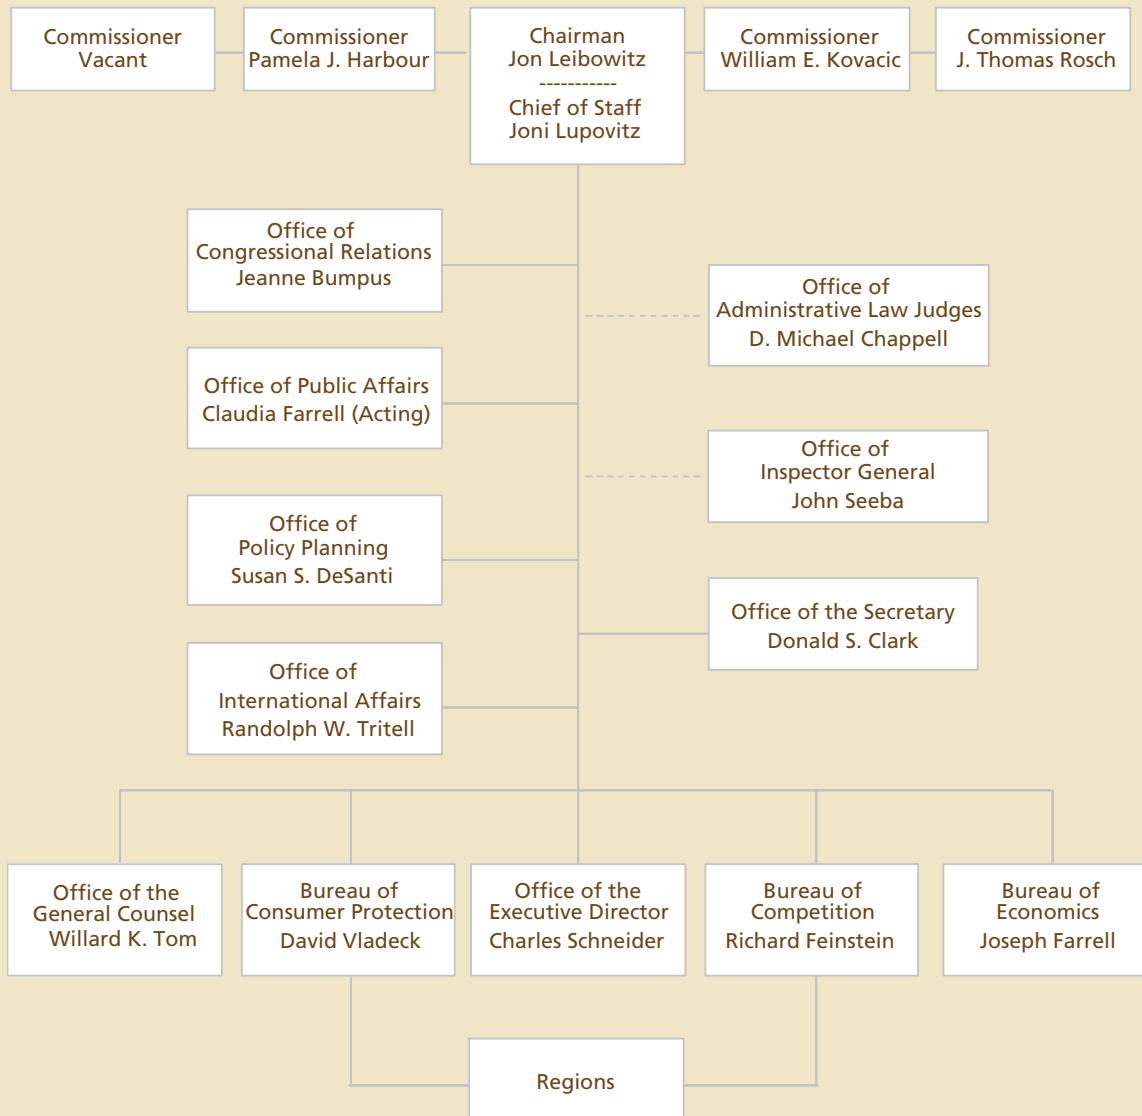 Commissioner
Vacant
Commissioner
Pamela J. Harbour
Chairman
Jon Leibowitz
-----------
Chief of Staff
Joni Lupovitz
Commissioner
William E. Kovacic
Commissioner
J. Thomas Rosch
Office of
Congressional Relations
Jeanne Bumpus
Office of
Administrative Law Judges
D. Michael Chappell
Office of Public Affairs
Claudia Farrell (Acting)
Office of
Inspector General
John Seeba
Office of
Policy Planning
Susan S. DeSanti
Office of the Secretary
Donald S. Clark
Office of
International Affairs
Randolph W. Tritell
Office of the
General Counsel
Willard K. Tom
Bureau of
Consumer Protection
David Vladeck
Office of the
Executive Director
Charles Schneider
Bureau of
Competition
Richard Feinstein
Bureau of
Economics
Joseph Farrell
Regions